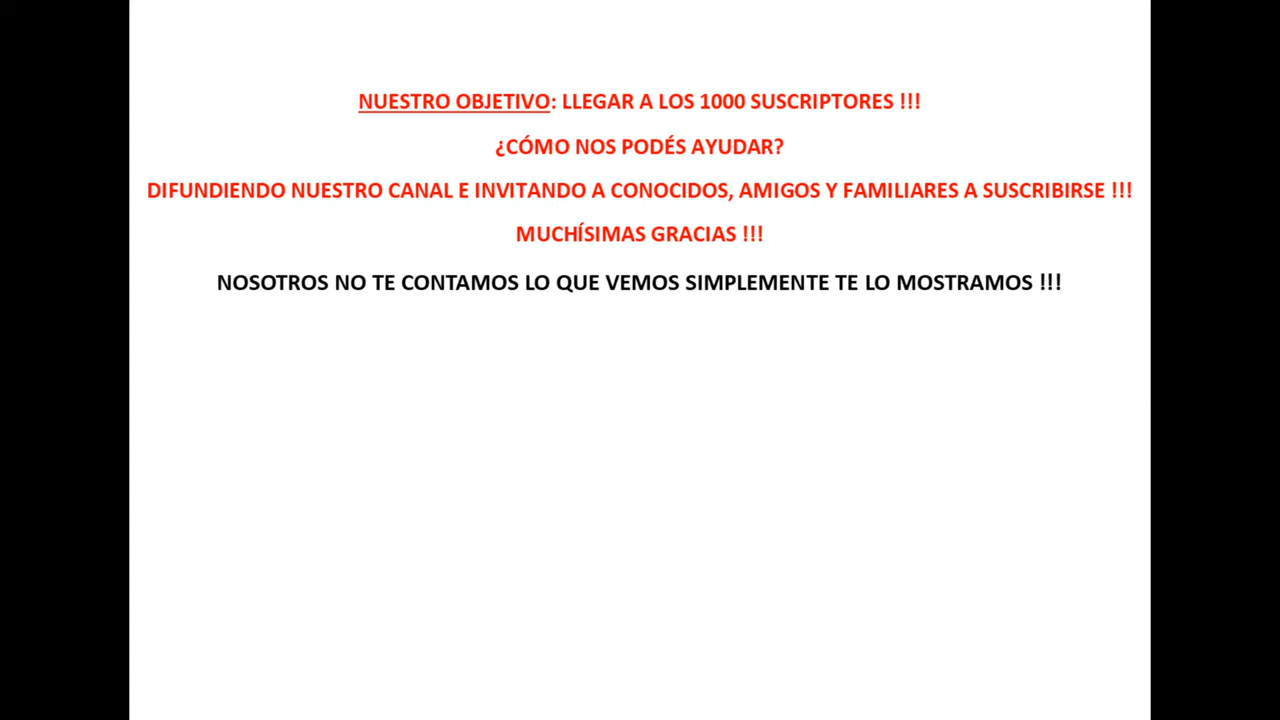 NUESTRO OBJETIVO: LLEGAR A LOS 1000 SUSCRIPTORES !!!
¿CÓMO NOS PODÉS AYUDAR?
DIFUNDIENDO NUESTRO CANAL E INVITANDO A CONOCIDOS, AMIGOS Y FAMILIARES A SUSCRIBIRSE !!!
MUCHÍSIMAS GRACIAS !!!
NOSOTROS NO TE CONTAMOS LO QUE VEMOS SIMPLEMENTE TE LO MOSTRAMOS !!!